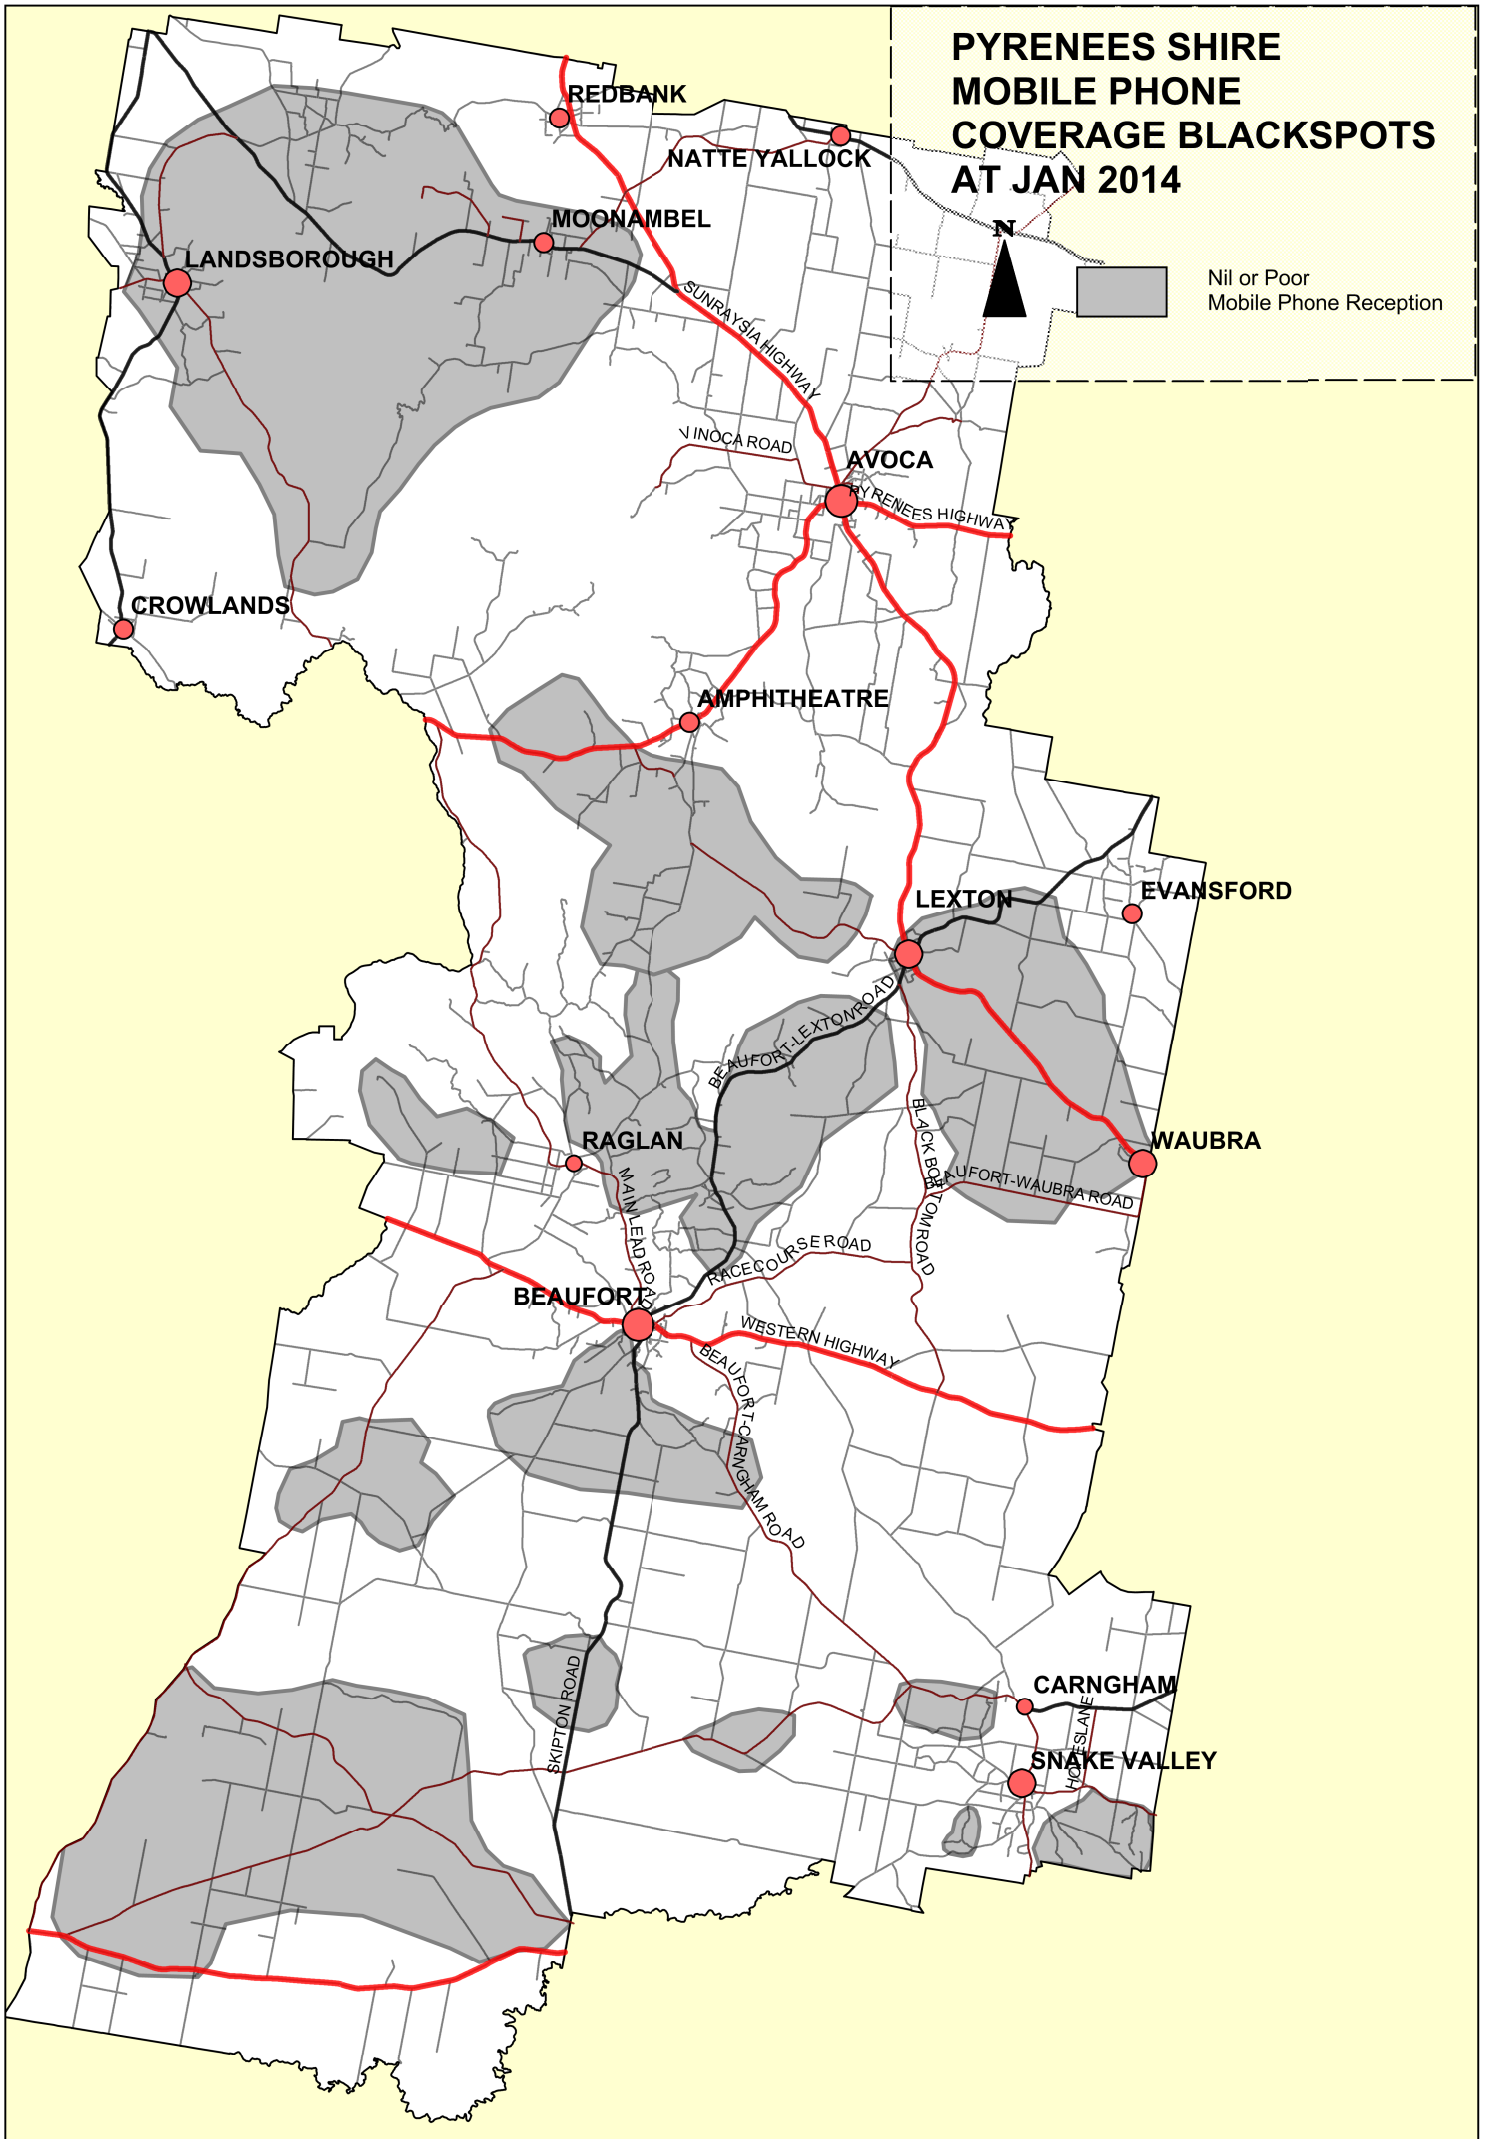 PYRENEES SHIRE
MOBILE PHONE
COVERAGE BLACKSPOTS
AT JAN 2014
N
Nil or Poor
Mobile Phone Reception
REDBANK
NATTE YALLOCK
MOONAMBEL
LANDSBOROUGH
SUNRAYSIA HIGHWAY
VINOCA ROAD
AVOCA
PYRENEES HIGHWAY
CROWLANDS
AMPHITHEATRE
LEXTON
EVANSFORD
BEAUFORT-LEXTON ROAD
BLACK BOTTOM ROAD
RAGLAN
WAUBRA
BEAUFORT-WAUBRA ROAD
MAIN LEAD ROAD
RACECOURSE ROAD
BEAUFORT
WESTERN HIGHWAY
BEAUFORT-CARNGHAM ROAD
SKIPTON ROAD
CARNGHAM
SNAKE VALLEY